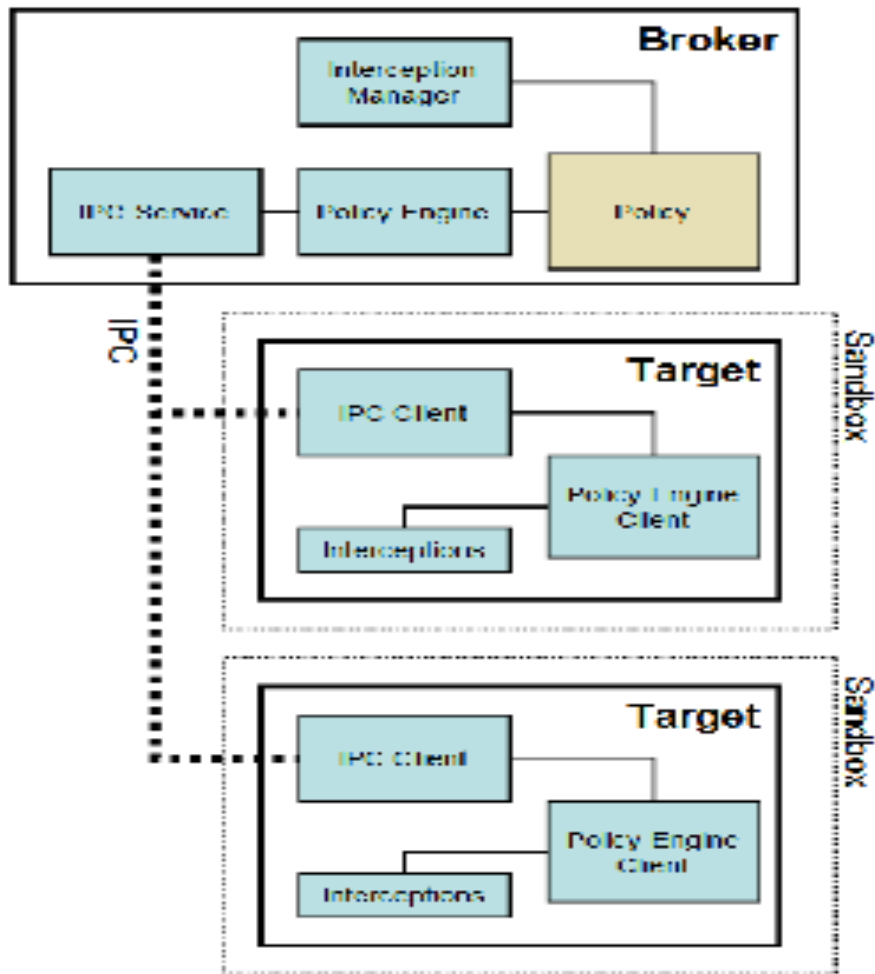 Broker
Interception
Manager
IPC Service
Policy Engine
Policy
IPC
Sandbox
Target
IPC Client
Policy Engine
Client
Interceptions
Sandbox
Target
IPC Client
Policy Engine
Client
Interceptions